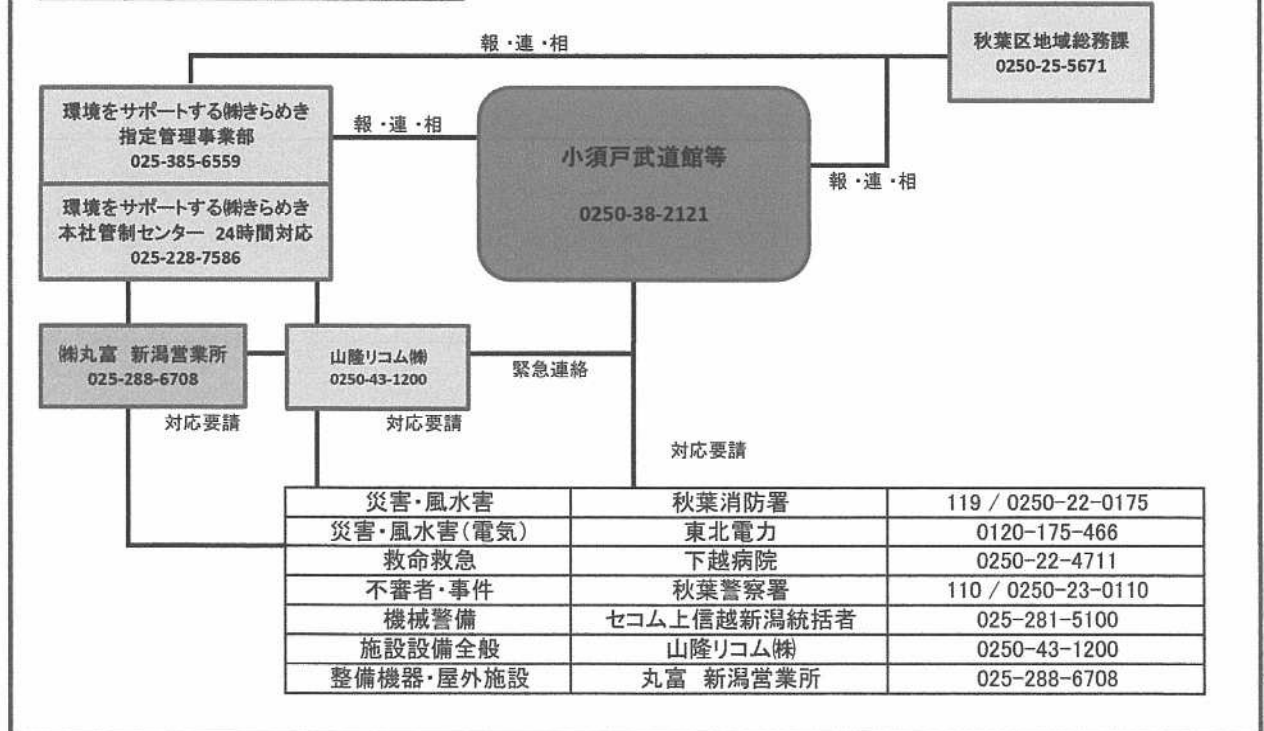 報・連・相
秋葉区地域総務課
0250-25-5671
環境をサポートする㈱きらめき
指定管理事業部
025-385-6559
報・連・相
小須戸武道館等
0250-38-2121
報・連・相
環境をサポートする㈱きらめき
本社管制センター 24時間対応
025-228-7586
㈱丸富 新潟営業所
025-288-6708
山隆リコム㈱
0250-43-1200
緊急連絡
対応要請
対応要請
対応要請
災害・風水害 秋葉消防署 119 / 0250-22-0175
災害・風水害(電気) 東北電力 0120-175-466
救命救急 下越病院 0250-22-4711
不審者・事件 秋葉警察署 110 / 0250-23-0110
機械警備 セコム上信越新潟統括者 025-281-5100
施設設備全般 山隆リコム㈱ 0250-43-1200
整備機器・屋外施設 丸富 新潟営業所 025-288-6708